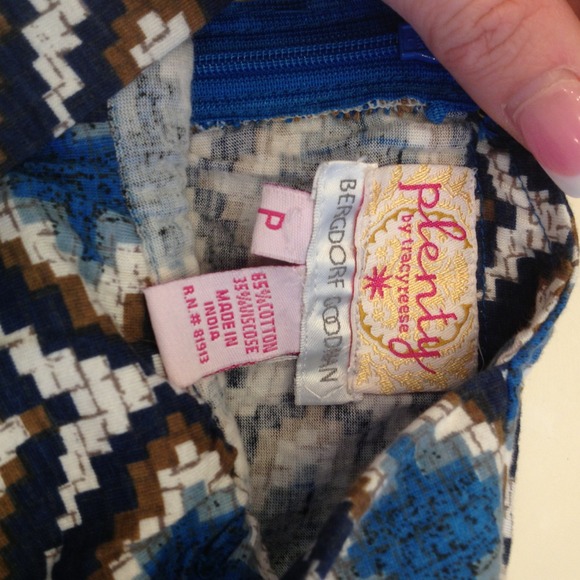 plenty
by tracy reese
BERGDORF GOODMAN
P
65% COTTON
35% VISCOSE
MADE IN
INDIA
R.N.# 81913